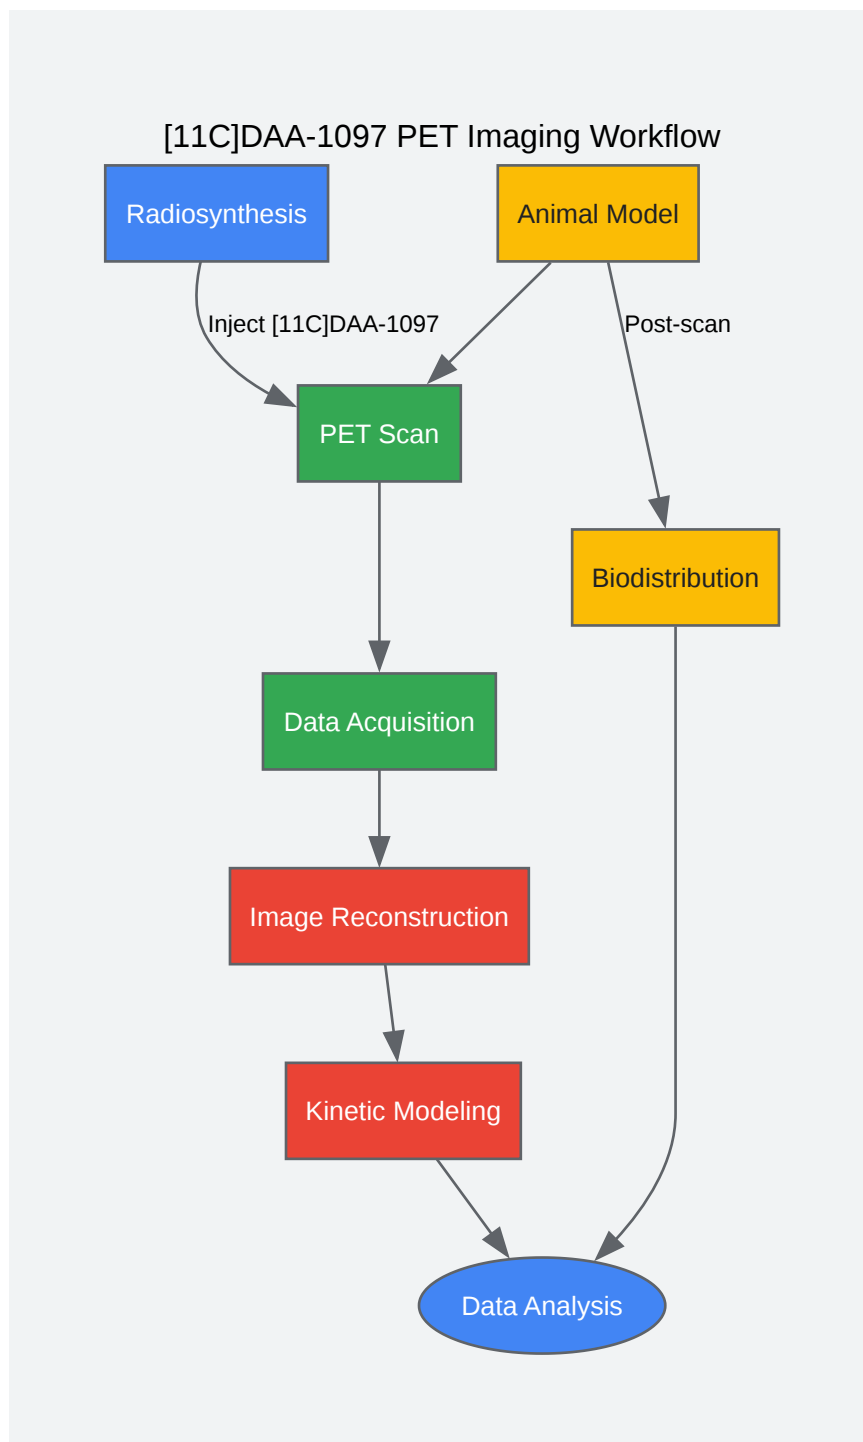 [11C]DAA-1097 PET Imaging Workflow
Radiosynthesis
Animal Model
Inject [11C]DAA-1097
Post-scan
PET Scan
Biodistribution
Data Acquisition
Image Reconstruction
Kinetic Modeling
Data Analysis